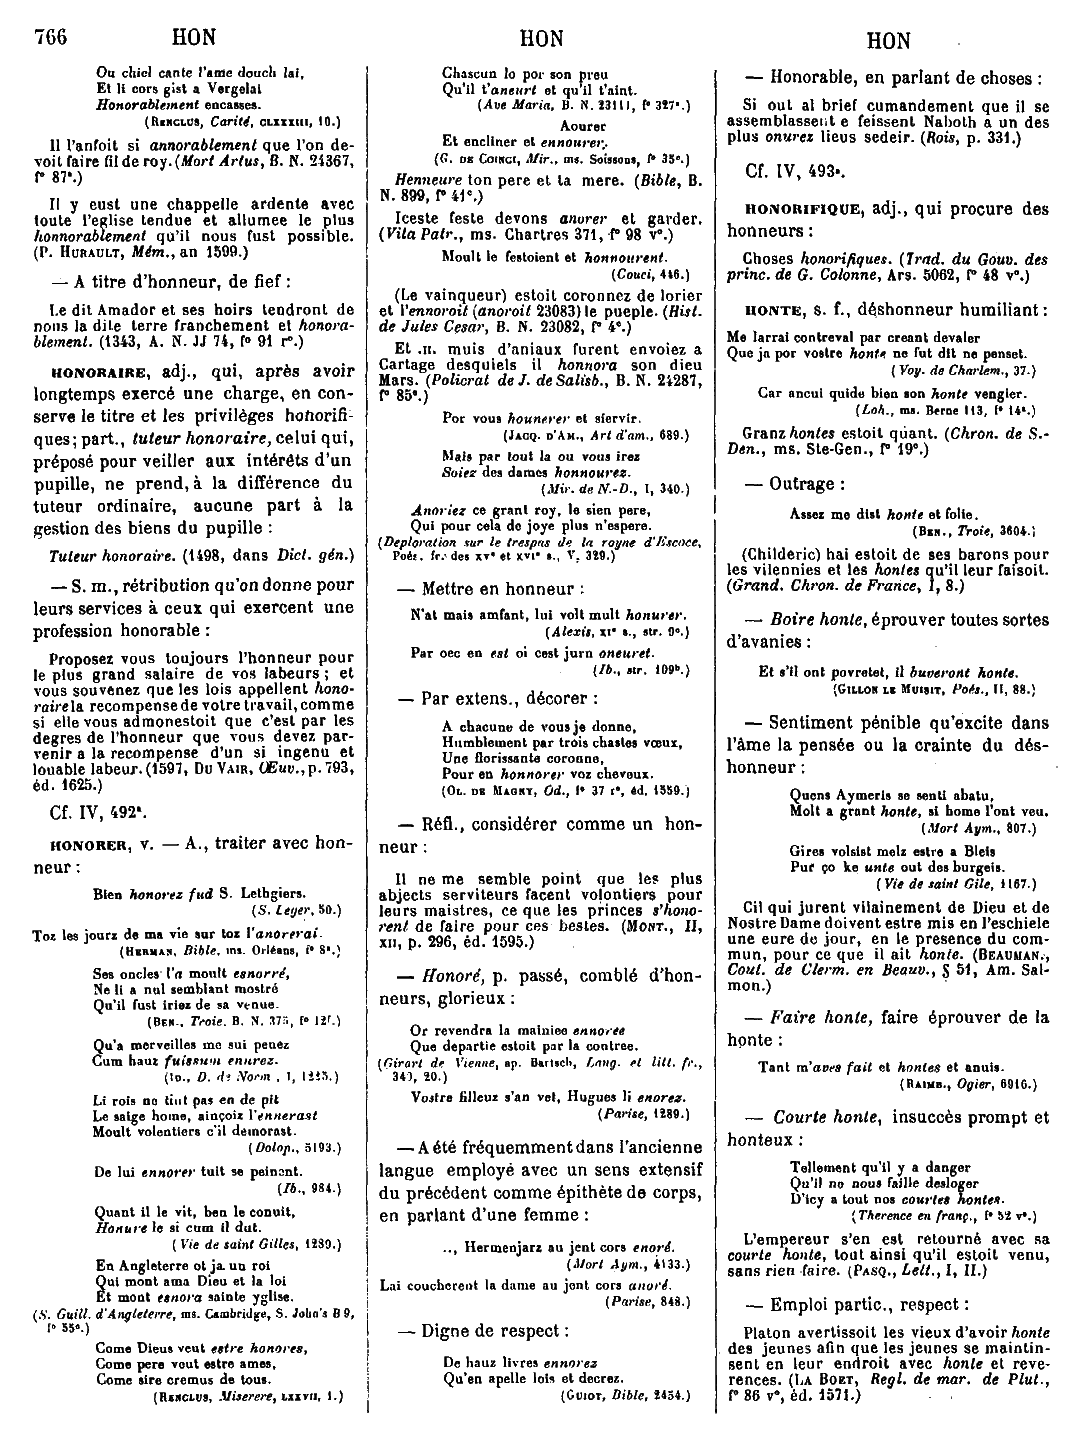 766 HON HON HON
Ou chiel cante l'ame douch lai,
Et li cors gist a Vergelai
Honorablement encasses.
(RENCLUS, Carité, CLXXXIII, 10.)
Il l'anfoit si annorablement que l'on de-
voit faire fil de roy. (Mort Artus, B. N. 24367,
f° 87ª.)
Il y eust une chappelle ardente avec
toute l'eglise tendue et allumee le plus
honnorablement qu'il nous fust possible.
(P. HURAULT, Mém., an 1599.)
— A titre d'honneur, de fief :
Le dit Amador et ses hoirs tendront de
nous la dite terre franchement et honora-
blement. (1343, A. N. JJ 74, f° 91 r°.)
HONORAIRE, adj., qui, après avoir
longtemps exercé une charge, en con-
serve le titre et les privilèges honorifi-
ques; part., tuteur honoraire, celui qui,
préposé pour veiller aux intérêts d'un
pupille, ne prend, à la différence du
tuteur ordinaire, aucune part à la
gestion des biens du pupille :
Tuteur honoraire. (1498, dans Dict. gén.)
— S. m., rétribution qu'on donne pour
leurs services à ceux qui exercent une
profession honorable :
Proposez vous toujours l'honneur pour
le plus grand salaire de vos labeurs ; et
vous souvenez que les lois appellent hono-
raire la recompense de votre travail, comme
si elle vous admonestoit que c'est par les
degres de l'honneur que vous devez par-
venir a la recompense d'un si ingenu et
louable labeur. (1597, DU VAIR, Œuv., p. 793,
éd. 1625.)
Cf. IV, 492ª.
HONORER, v. — A., traiter avec hon-
neur :
Bien honorez fud S. Lethgiers.
(S. Leger, 50.)
Toz les jourz de ma vie sur toz l'anorerai.
(HERMAN, Bible, ms. Orléans, f° 8ª.)
Ses oncles l'a moult esnorré,
Ne li a nul semblant mostré
Qu'il fust iriez de sa venue.
(BEN., Troie, B. N. 375, f° 12f.)
Qu'a merveilles me sui penez
Cum hauz fuissum enurez.
(ID., D. de Norm., I, 1225.)
Li rois ne tint pas en de pit
Le saige home, ainçoiz l'ennerast
Moult volentiers c'il demorast.
(Dolop., 5193.)
De lui ennorer tuit se peinent.
(Ib., 984.)
Quant il le vit, ben le conuit,
Honure le si cum il dut.
(Vie de saint Gilles, 1289.)
En Angleterre ot ja un roi
Qui mont ama Dieu et la loi
Et mont esnora sainte yglise.
(S. Guill. d'Angleterre, ms. Cambridge, S. John's B 9,
f° 55ª.)
Come Dieus veut estre honores,
Come pere veut estre ames,
Come sire cremus de tous.
(RENCLUS, Miserere, LXXVII, 1.)
Chascun lo por son preu
Qu'il t'aneurt et qu'il t'aint.
(Ave Maria, B. N. 23111, f° 327ª.)
Aourer
Et encliner et ennourer.
(G. DE COINCI, Mir., ms. Soissons, f° 35ª.)
Henneure ton pere et ta mere. (Bible, B.
N. 899, f° 41c.)
Iceste feste devons anurer et garder.
(Vita Patr., ms. Chartres 371, f° 98 v°.)
Moult le festoient et honnourent.
(Couci, 446.)
(Le vainqueur) estoit coronnez de lorier
et l'ennoroit (anoroit 23083) le pueple. (Hist.
de Jules Cesar, B. N. 23082, f° 4ª.)
Et .II. muis d'aniaux furent envoiez a
Cartage desquiels il honnora son dieu
Mars. (Policrat de J. de Salisb., B. N. 24287,
f° 85ª.)
Por vous hounerer et siervir.
(JACQ. D'AM., Art d'am., 689.)
Mais par tout la ou vous irez
Soiez des dames honnourez.
(Mir. de N.-D., I, 340.)
Anoriez ce grant roy, le sien pere,
Qui pour cela de joye plus n'espere.
(Deploration sur le trespas de la royne d'Escoce,
Poés. fr. des XVe et XVIe s., V, 329.)
— Mettre en honneur :
N'at mais amfant, lui volt mult honurer.
(Alexis, XIe s., str. 9ª.)
Par oec en est oi cest jurn oneuret.
(Ib., str. 109b.)
— Par extens., décorer :
A chacune de vous je donne,
Humblement par trois chastes vœux,
Une florissante coronne,
Pour en honnorer voz cheveux.
(OL. DE MAGNY, Od., f° 37 r°, éd. 1559.)
— Réfl., considérer comme un hon-
neur :
Il ne me semble point que les plus
abjects serviteurs facent volontiers pour
leurs maistres, ce que les princes s'hono-
rent de faire pour ces bestes. (MONT., II,
XII, p. 296, éd. 1595.)
— Honoré, p. passé, comblé d'hon-
neurs, glorieux :
Or revendra la mainiee ennoree
Que departie estoit par la contree.
(Girart de Vienne, ap. Bartsch, Lang. et litt. fr.,
340, 20.)
Vostre filleuz s'an vet, Hugues li enorez.
(Parise, 1289.)
— A été fréquemment dans l'ancienne
langue employé avec un sens extensif
du précédent comme épithète de corps,
en parlant d'une femme :
.., Hermenjarz au jent cors enoré.
(Mort Aym., 4133.)
Lai coucherent la dame au jont cors anoré.
(Parise, 848.)
— Digne de respect :
De hauz livres ennorez
Qu'en apelle lois et decrez.
(GUIOT, Bible, 2454.)
— Honorable, en parlant de choses :
Si out al brief cumandement que il se
assemblassent e feissent Naboth a un des
plus onurez lieus sedeir. (Rois, p. 331.)
Cf. IV, 493ª.
HONORIFIQUE, adj., qui procure des
honneurs :
Choses honorifiques. (Trad. du Gouv. des
princ. de G. Colonne, Ars. 5062, f° 48 v°.)
HONTE, s. f., déshonneur humiliant :
Me larrai contreval par creant devaler
Que ja por vostre honte ne fut dit ne penset.
(Voy. de Charlem., 37.)
Car ancui quide bien son honte vengier.
(Loh., ms. Berne 113, f° 14ª.)
Granz hontes estoit quant. (Chron. de S.-
Den., ms. Ste-Gen., f° 19c.)
— Outrage :
Assez me dist honte et folie.
(BEN., Troie, 3604.)
(Childeric) hai estoit de ses barons pour
les vilennies et les hontes qu'il leur faisoit.
(Grand. Chron. de France, I, 8.)
— Boire honte, éprouver toutes sortes
d'avanies :
Et s'il ont povretet, il buveront honte.
(GILLON LE MUISIT, Poés., II, 88.)
— Sentiment pénible qu'excite dans
l'âme la pensée ou la crainte du dés-
honneur :
Quens Aymeris se senti abatu,
Molt a grant honte, si home l'ont veu.
(Mort Aym., 807.)
Gires volsist melz estre a Bleis
Pur ço ke unte out des burgeis.
(Vie de saint Gile, 1167.)
Cil qui jurent vilainement de Dieu et de
Nostre Dame doivent estre mis en l'eschiele
une eure de jour, en le presence du com-
mun, pour ce que il ait honte. (BEAUMAN.,
Cout. de Clerm. en Beauv., § 51, Am. Sal-
mon.)
— Faire honte, faire éprouver de la
honte :
Tant m'aves fait et hontes et anuis.
(RAIMB., Ogier, 6916.)
— Courte honte, insuccès prompt et
honteux :
Tellement qu'il y a danger
Qu'il ne nous faille desloger
D'icy a tout nos courtes hontes.
(Therence en franç., f° 52 v°.)
L'empereur s'en est retourné avec sa
courte honte, tout ainsi qu'il estoit venu,
sans rien faire. (PASQ., Lett., I, II.)
— Emploi partic., respect :
Platon avertissoit les vieux d'avoir honte
des jeunes afin que les jeunes se maintin-
sent en leur endroit avec honte et reve-
rences. (LA BOET, Regl. de mar. de Plut.,
f° 86 v°, éd. 1571.)